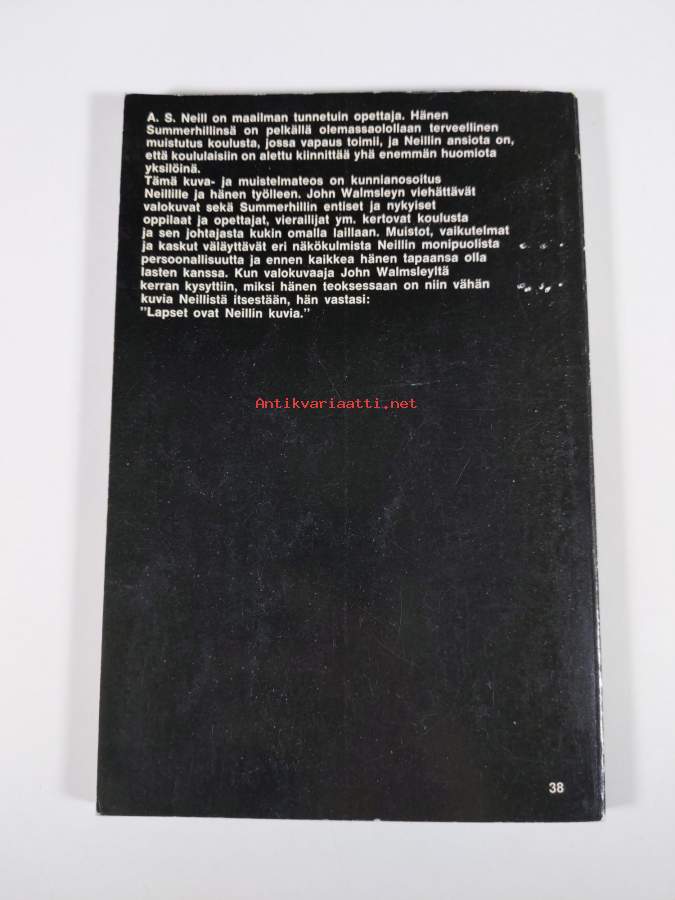 A. S. Neill on maailman tunnetuin opettaja. Hänen
Summerhillinsä on pelkällä olemassaolollaan terveellinen
muistutus koulusta, jossa vapaus toimii, ja Neillin ansiota on,
että koululaisiin on alettu kiinnittää yhä enemmän huomiota
yksilöinä.
Tämä kuva- ja muistelmateos on kunnianosoitus
Neillille ja hänen työlleen. John Walmsleyn viehättävät
valokuvat sekä Summerhillin entiset ja nykyiset
oppilaat ja opettajat, vierailijat ym. kertovat koulusta
ja sen johtajasta kukin omalla laillaan. Muistot, vaikutelmat
ja kaskut väläyttävät eri näkökulmista Neillin monipuolista
persoonallisuutta ja ennen kaikkea hänen tapaansa olla
lasten kanssa. Kun valokuvaaja John Walmsleyltä
kerran kysyttiin, miksi hänen teoksessaan on niin vähän
kuvia Neillistä itsestään, hän vastasi:
"Lapset ovat Neillin kuvia."
Antikvariaatti.net
38